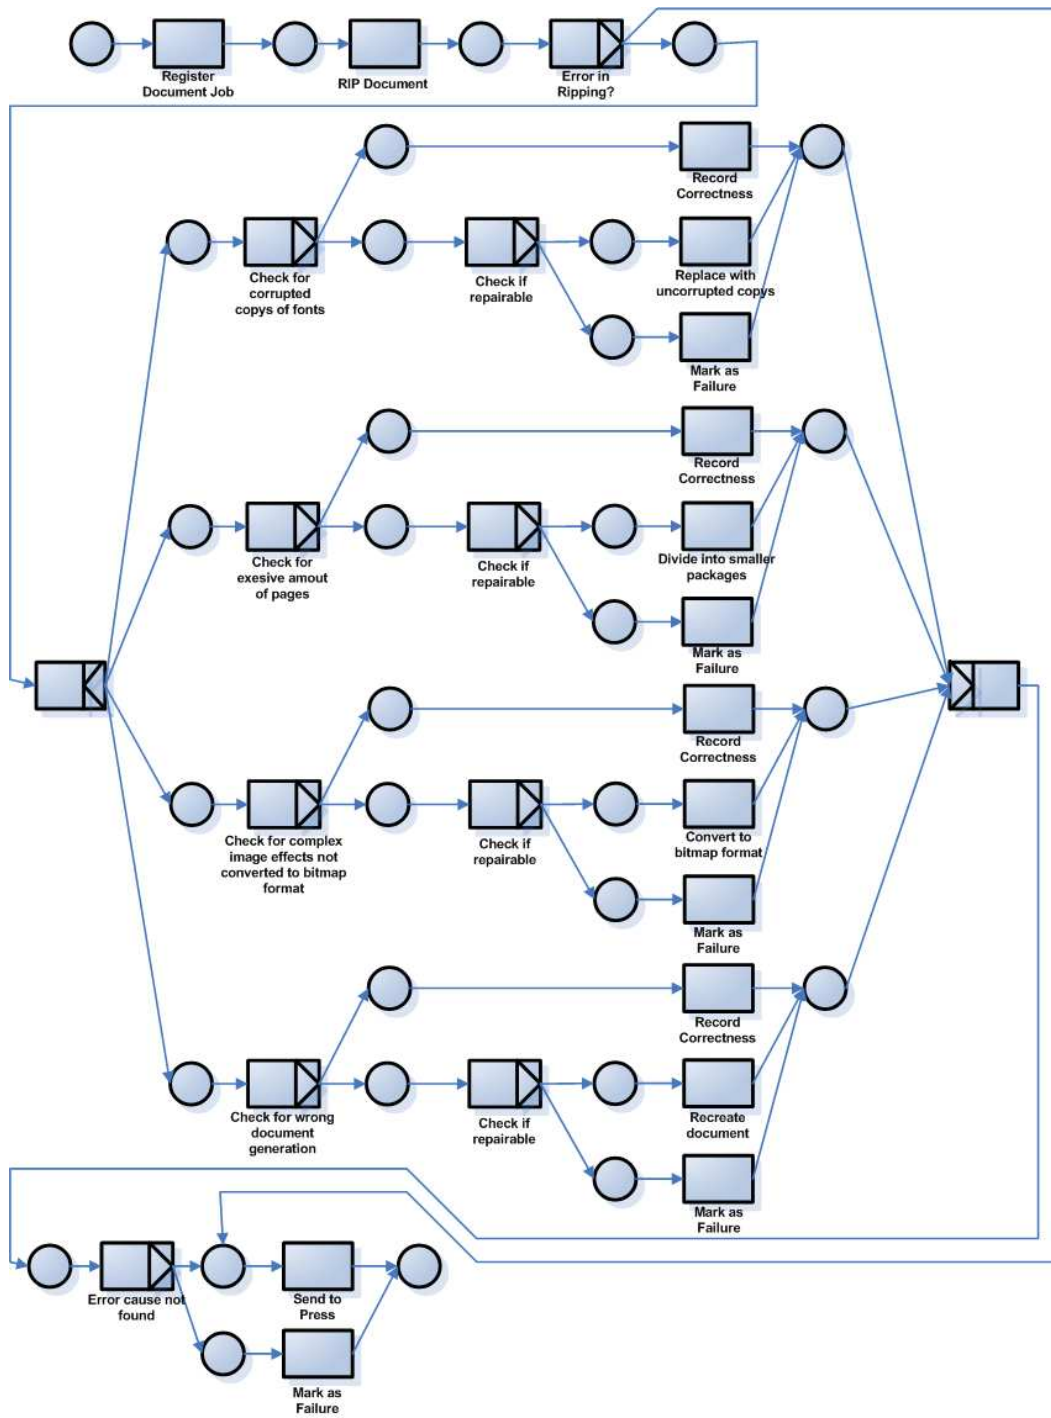 Register
Document Job
RIP Document
Error in
Ripping?
Record
Correctness
Check for
corrupted
copys of fonts
Check if
repairable
Replace with
uncorrupted copys
Mark as
Failure
Record
Correctness
Check for
exesive amout
of pages
Check if
repairable
Divide into smaller
packages
Mark as
Failure
Record
Correctness
Check for complex
image effects not
converted to bitmap
format
Check if
repairable
Convert to
bitmap format
Mark as
Failure
Record
Correctness
Check for wrong
document
generation
Check if
repairable
Recreate
document
Mark as
Failure
Error cause not
found
Send to
Press
Mark as
Failure